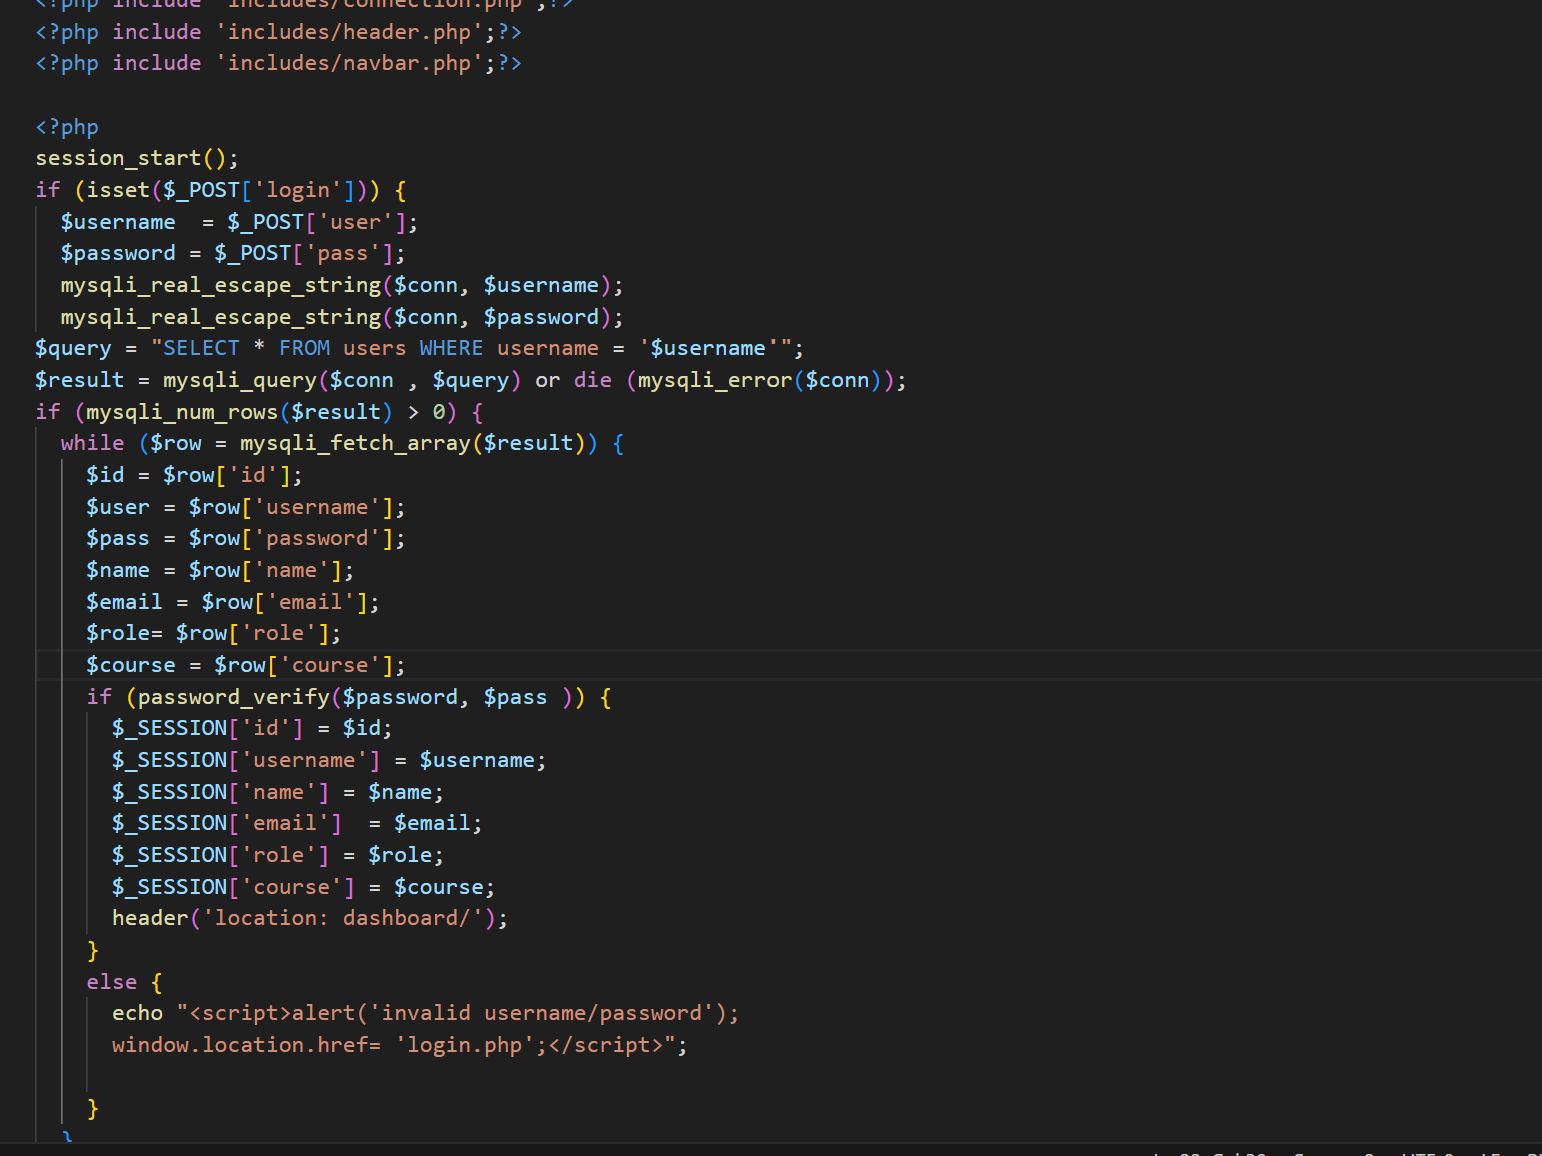 <?php include 'includes/connection.php';?>
<?php include 'includes/header.php';?>
<?php include 'includes/navbar.php';?>
<?php
session_start();
if (isset($_POST['login'])) {
  $username  = $_POST['user'];
  $password = $_POST['pass'];
  mysqli_real_escape_string($conn, $username);
  mysqli_real_escape_string($conn, $password);
$query = "SELECT * FROM users WHERE username = '$username'";
$result = mysqli_query($conn , $query) or die (mysqli_error($conn));
if (mysqli_num_rows($result) > 0) {
  while ($row = mysqli_fetch_array($result)) {
    $id = $row['id'];
    $user = $row['username'];
    $pass = $row['password'];
    $name = $row['name'];
    $email = $row['email'];
    $role= $row['role'];
    $course = $row['course'];
    if (password_verify($password, $pass )) {
      $_SESSION['id'] = $id;
      $_SESSION['username'] = $username;
      $_SESSION['name'] = $name;
      $_SESSION['email']  = $email;
      $_SESSION['role'] = $role;
      $_SESSION['course'] = $course;
      header('location: dashboard/');
    }
    else {
      echo "<script>alert('invalid username/password');
      window.location.href= 'login.php';</script>";
    }
  }